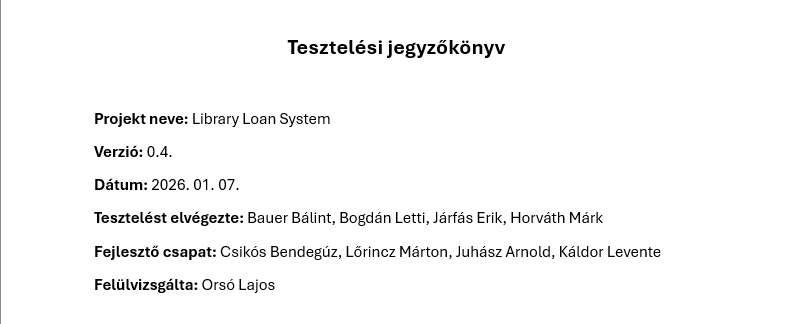 Tesztelési jegyzőkönyv
Projekt neve: Library Loan System
Verzió: 0.4.
Dátum: 2026. 01. 07.
Tesztelést elvégezte: Bauer Bálint, Bogdán Letti, Járfás Erik, Horváth Márk
Fejlesztő csapat: Csikós Bendegúz, Lőrincz Márton, Juhász Arnold, Káldor Levente
Felülvizsgálta: Orsó Lajos